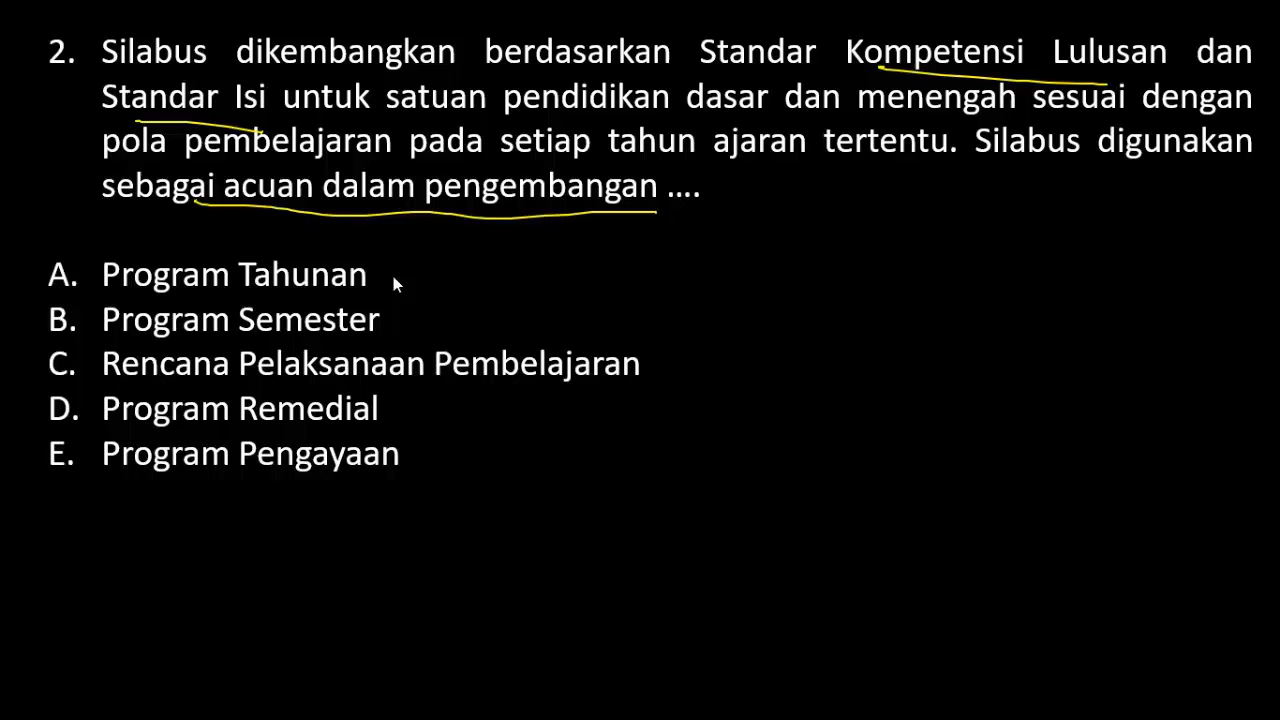 2. Silabus dikembangkan berdasarkan Standar Kompetensi Lulusan dan
Standar Isi untuk satuan pendidikan dasar dan menengah sesuai dengan
pola pembelajaran pada setiap tahun ajaran tertentu. Silabus digunakan
sebagai acuan dalam pengembangan ....
A. Program Tahunan
B. Program Semester
C. Rencana Pelaksanaan Pembelajaran
D. Program Remedial
E. Program Pengayaan